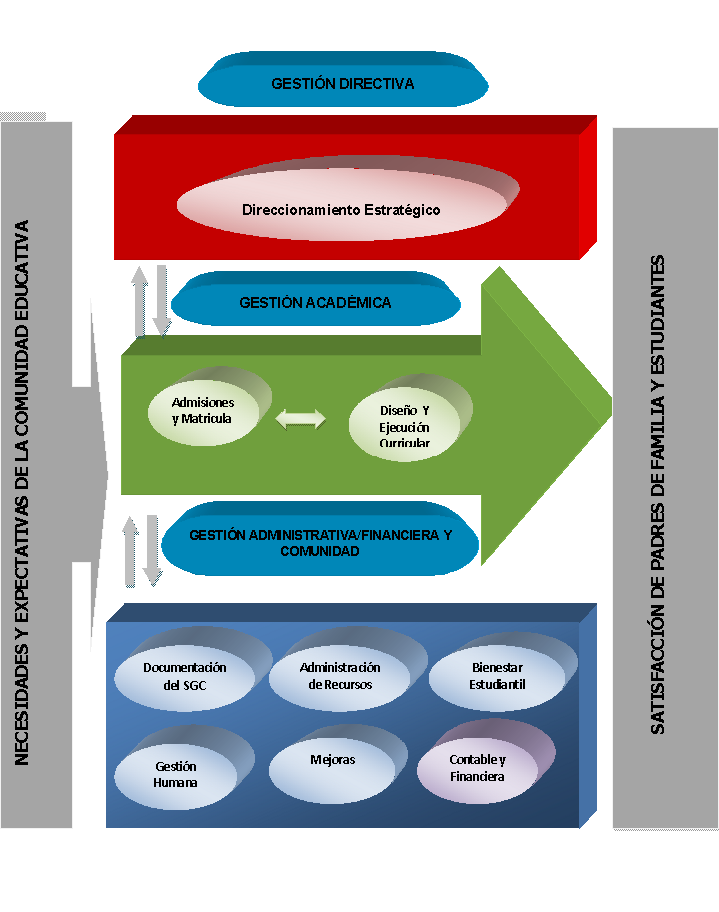 GESTIÓN DIRECTIVA
NECESIDADES Y EXPECTATTIVAS DE LA COMUNIDAD EDUCATIVA
Direccionamiento Estratégico
GESTIÓN ACADÉMICA
Admisiones
y Matricula
Diseño Y
Ejecución
Curricular
GESTIÓN ADMINISTRATIVA/FINANCIERA Y
COMUNIDAD
Documentación
del SGC
Administración
de Recursos
Bienestar
Estudiantil
Gestión
Humana
Mejoras
Contable y
Financiera
SATISFACCIÓN DE PADRES DE FAMILIA Y ESTUDIANTES